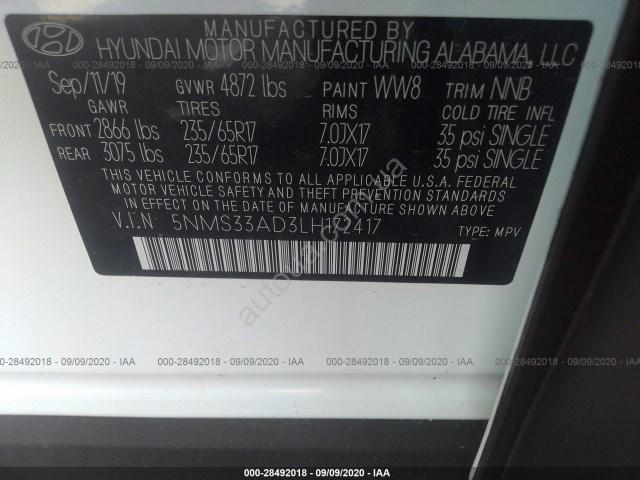 MANUFACTURED BY
HYUNDAI MOTOR MANUFACTURING ALABAMA, LLC
Sep/11/19 GVWR 4872 lbs PAINT WW8 TRIM NNB
GAWR TIRES RIMS COLD TIRE INFL
FRONT 2866 lbs 235/65R17 7.0JX17 35 psi SINGLE
REAR 3075 lbs 235/65R17 7.0JX17 35 psi SINGLE
THIS VEHICLE CONFORMS TO ALL APPLICABLE U.S.A. FEDERAL
MOTOR VEHICLE SAFETY AND THEFT PREVENTION STANDARDS
IN EFFECT ON THE DATE OF MANUFACTURE SHOWN ABOVE.
V.I.N. 5NMS33AD3LH172417
TYPE: MPV
000-28492018 - 09/09/2020 - IAA
000-28492018 - 09/09/2020 - IAA
000-28492018 - 09/09/2020 - IAA